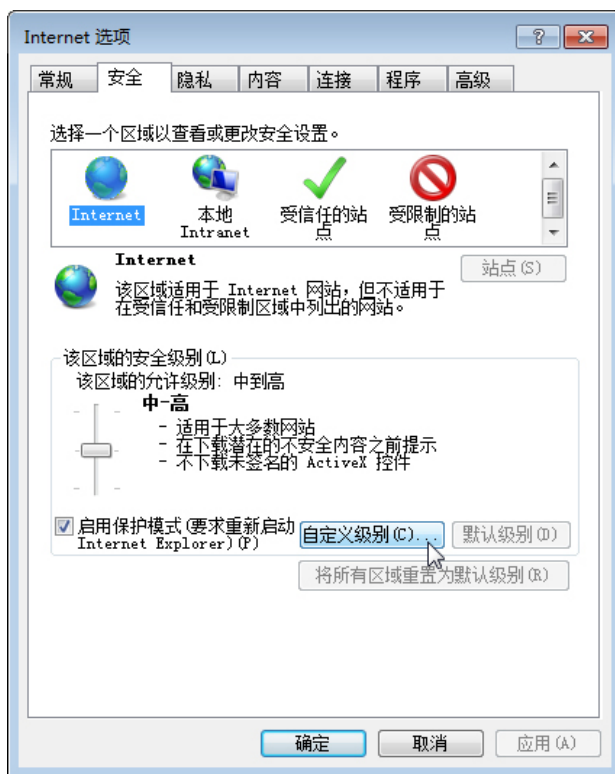 Internet 选项
常规 安全 隐私 内容 连接 程序 高级
选择一个区域以查看或更改安全设置。
Internet 本地 受信任的站 受限制的站
Intranet 点 点
Internet
站点(S)
该区域适用于 Internet 网站，但不适用于
在受信任和受限制区域中列出的网站。
该区域的安全级别(L)
该区域的允许级别: 中到高
中-高
- 适用于大多数网站
- 在下载潜在的不安全内容之前提示
- 不下载未签名的 ActiveX 控件
启用保护模式(要求重新启动 自定义级别(C)... 默认级别(D)
Internet Explorer)(P)
将所有区域重置为默认级别(R)
确定 取消 应用(A)